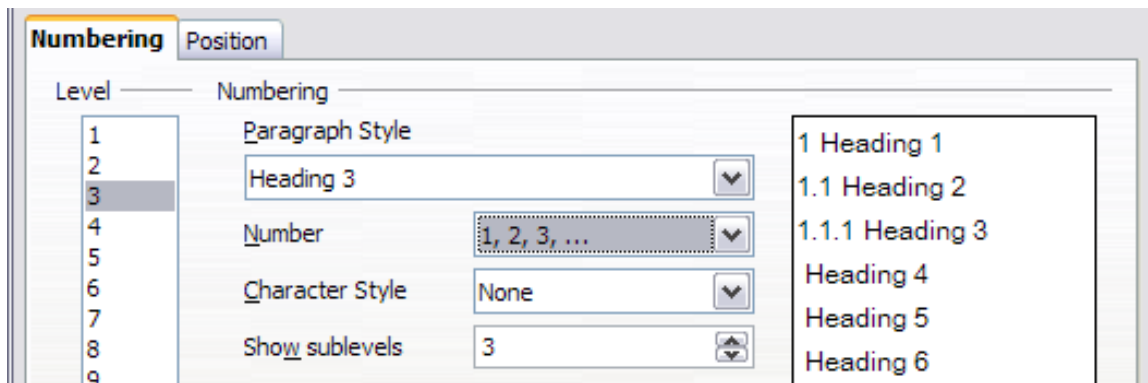 Numbering Position
Level Numbering
1
2
3
4
5
6
7
8
9
Paragraph Style
Heading 3
Number 1, 2, 3, ...
Character Style None
Show sublevels 3
1 Heading 1
1.1 Heading 2
1.1.1 Heading 3
Heading 4
Heading 5
Heading 6